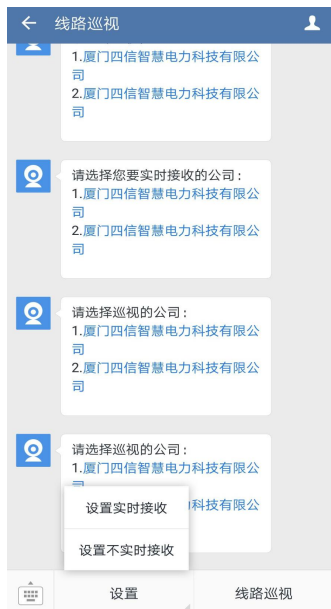 线路巡视
1.厦门四信智慧电力科技有限公
司
2.厦门四信智慧电力科技有限公
司
请选择您要实时接收的公司：
1.厦门四信智慧电力科技有限公
司
2.厦门四信智慧电力科技有限公
司
请选择巡视的公司：
1.厦门四信智慧电力科技有限公
司
2.厦门四信智慧电力科技有限公
司
请选择巡视的公司：
1.厦门四信智慧电力科技有限公
科技有限公
设置实时接收
设置不实时接收
设置
线路巡视